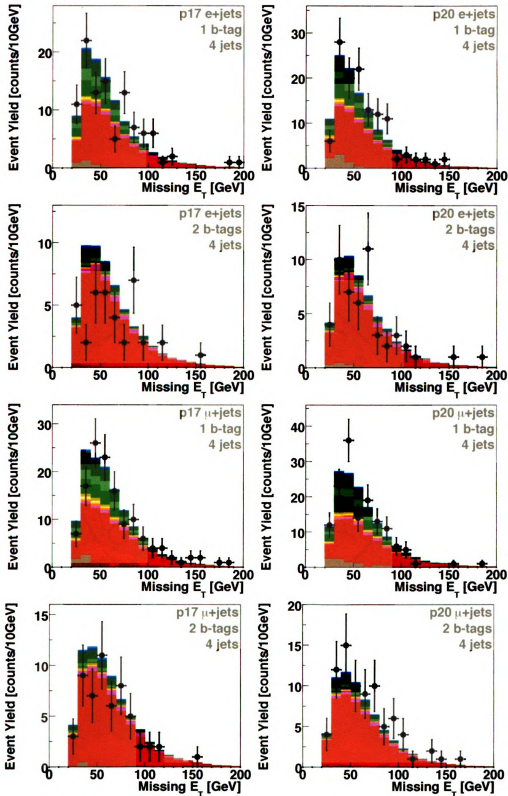 p17 e+jets
1 b-tag
4 jets
Event Yield [counts/10GeV]
20
10
0
0 50 100 150 200
Missing E_T [GeV]
p20 e+jets
1 b-tag
4 jets
Event Yield [counts/10GeV]
30
20
10
0
0 50 100 150 200
Missing E_T [GeV]
p17 e+jets
2 b-tags
4 jets
Event Yield [counts/10GeV]
10
5
0
0 50 100 150 200
Missing E_T [GeV]
p20 e+jets
2 b-tags
4 jets
Event Yield [counts/10GeV]
15
10
5
0
0 50 100 150 200
Missing E_T [GeV]
p17 μ+jets
1 b-tag
4 jets
Event Yield [counts/10GeV]
30
20
10
0
0 50 100 150 200
Missing E_T [GeV]
p20 μ+jets
1 b-tag
4 jets
Event Yield [counts/10GeV]
40
30
20
10
0
0 50 100 150 200
Missing E_T [GeV]
p17 μ+jets
2 b-tags
4 jets
Event Yield [counts/10GeV]
15
10
5
0
0 50 100 150 200
Missing E_T [GeV]
p20 μ+jets
2 b-tags
4 jets
Event Yield [counts/10GeV]
20
15
10
5
0
0 50 100 150 200
Missing E_T [GeV]